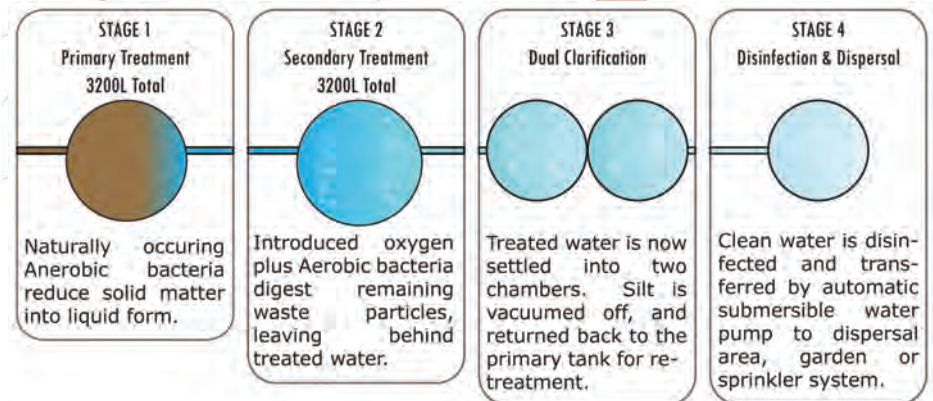 STAGE 1
Primary Treatment
3200L Total
Naturally occuring
Anerobic bacteria
reduce solid matter
into liquid form.
STAGE 2
Secondary Treatment
3200L Total
Introduced oxygen
plus Aerobic bacteria
digest remaining
waste particles,
leaving behind
treated water.
STAGE 3
Dual Clarification
Treated water is now
settled into two
chambers. Silt is
vacuumed off, and
returned back to the
primary tank for re-
treatment.
STAGE 4
Disinfection & Dispersal
Clean water is disin-
fected and trans-
ferred by automatic
submersible water
pump to dispersal
area, garden or
sprinkler system.